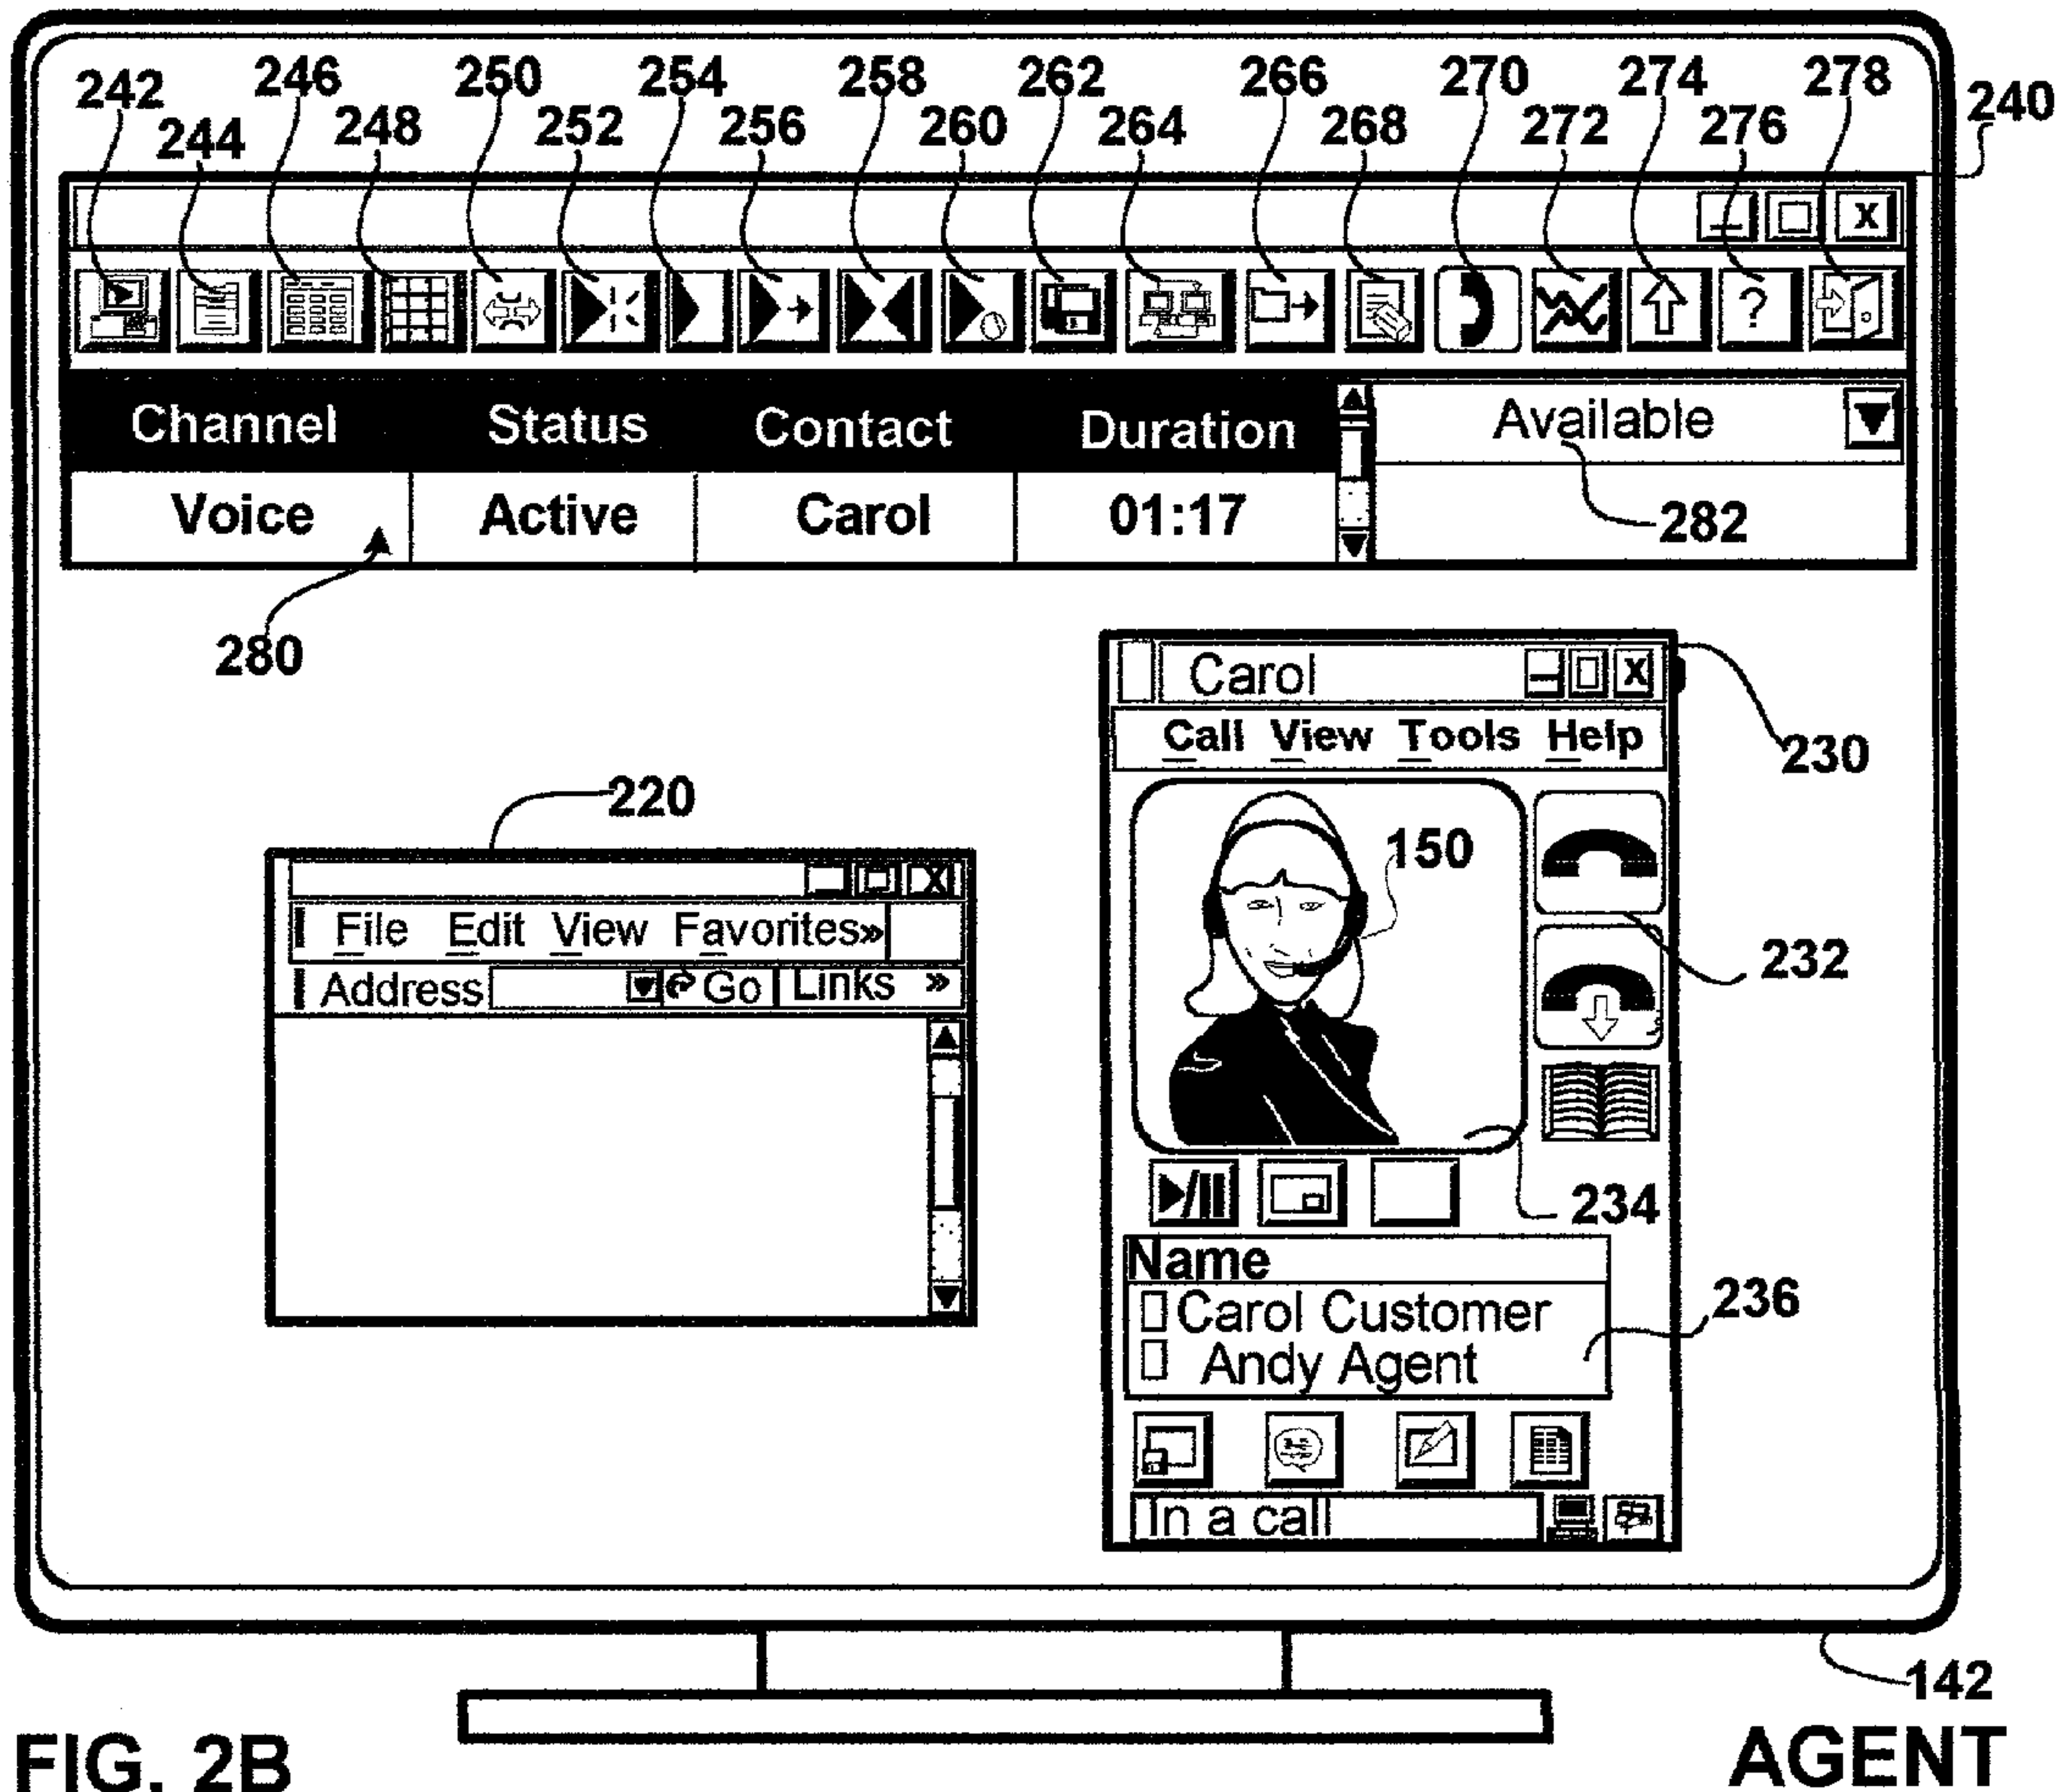 242 246 250 254 258 262 266 270 274 278 240
244 248 252 256 260 264 268 272 276
X
?
Channel Status Contact Duration Available
Voice Active Carol 01:17
282
280
Carol X
Call View Tools Help
230
220
150
X
File Edit View Favorites»
232
Address Go Links »
234
Name
Carol Customer
236
Andy Agent
In a call
142
FIG. 2B
AGENT